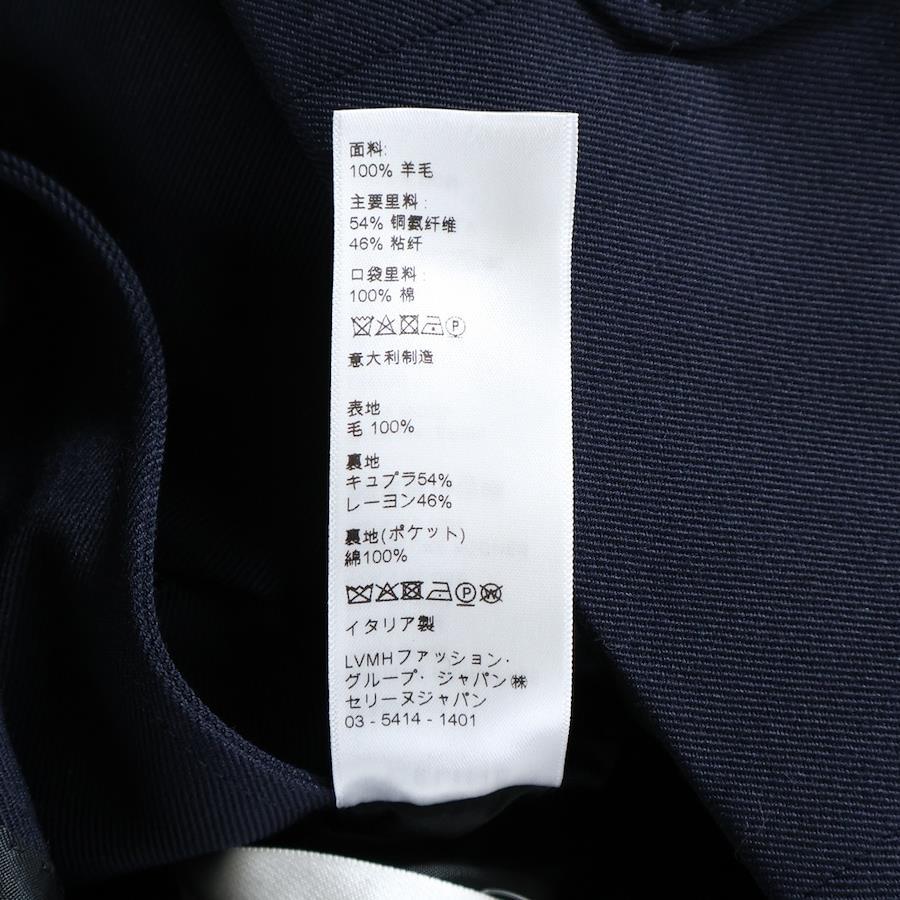 面料:
100% 羊毛
主要里料:
54% 铜氨纤维
46% 粘纤
口袋里料:
100% 棉
P
意大利制造
表地
毛 100%
裏地
キュプラ54%
レーヨン46%
裏地(ポケット)
綿100%
P W
イタリア製
LVMHファッション・
グループ・ジャパン㈱
セリーヌジャパン
03 - 5414 - 1401